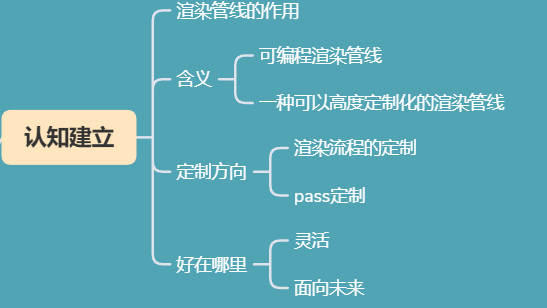 渲染管线的作用
可编程渲染管线
含义
一种可以高度定制化的渲染管线
认知建立
渲染流程的定制
定制方向
pass定制
灵活
好在哪里
面向未来